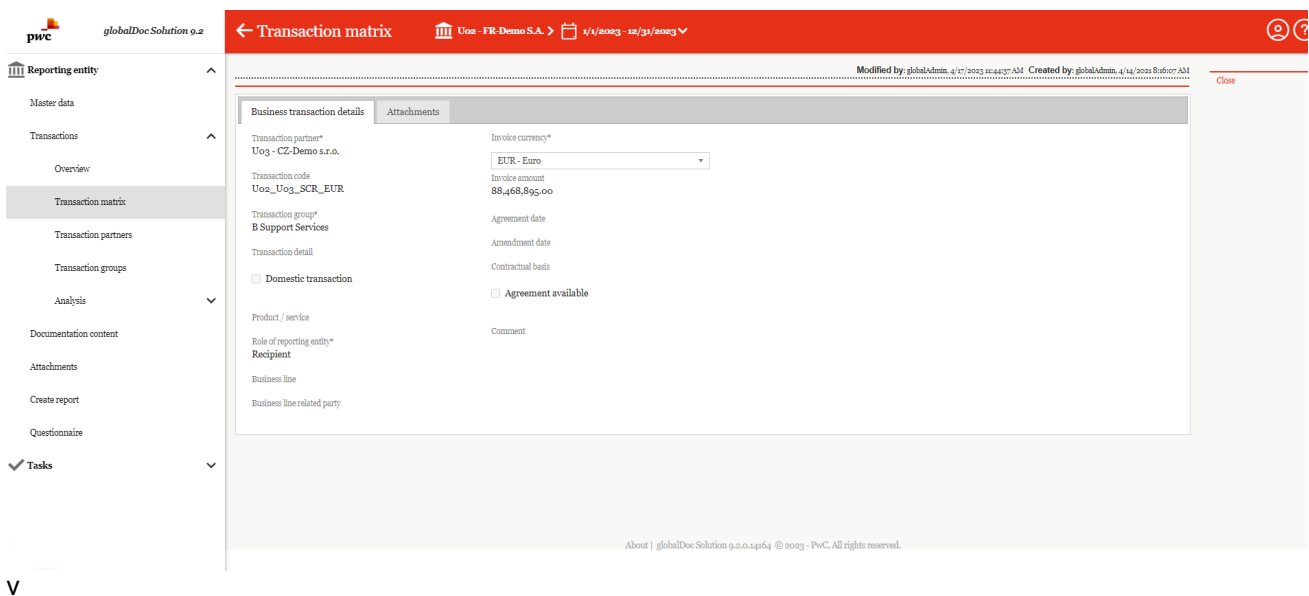 pwc
globalDoc Solution 9.2
Transaction matrix
U02 - FR-Demo S.A.
1/1/2023 - 12/31/2023
?
Reporting entity
Master data
Transactions
Overview
Transaction matrix
Transaction partners
Transaction groups
Analysis
Documentation content
Attachments
Create report
Questionnaire
Tasks
Modified by: globalAdmin, 4/17/2023 11:44:37 AM Created by: globalAdmin, 4/14/2021 8:16:07 AM
Close
Business transaction details
Attachments
Transaction partner*
U03 - CZ-Demo s.r.o.
Transaction code
U02_U03_SCR_EUR
Transaction group*
B Support Services
Transaction detail
Domestic transaction
Product / service
Role of reporting entity*
Recipient
Business line
Business line related party
Invoice currency*
EUR - Euro
Invoice amount
88,468,895.00
Agreement date
Amendment date
Contractual basis
Agreement available
Comment
About | globalDoc Solution 9.2.0.14164 © 2023 - PwC. All rights reserved.
v